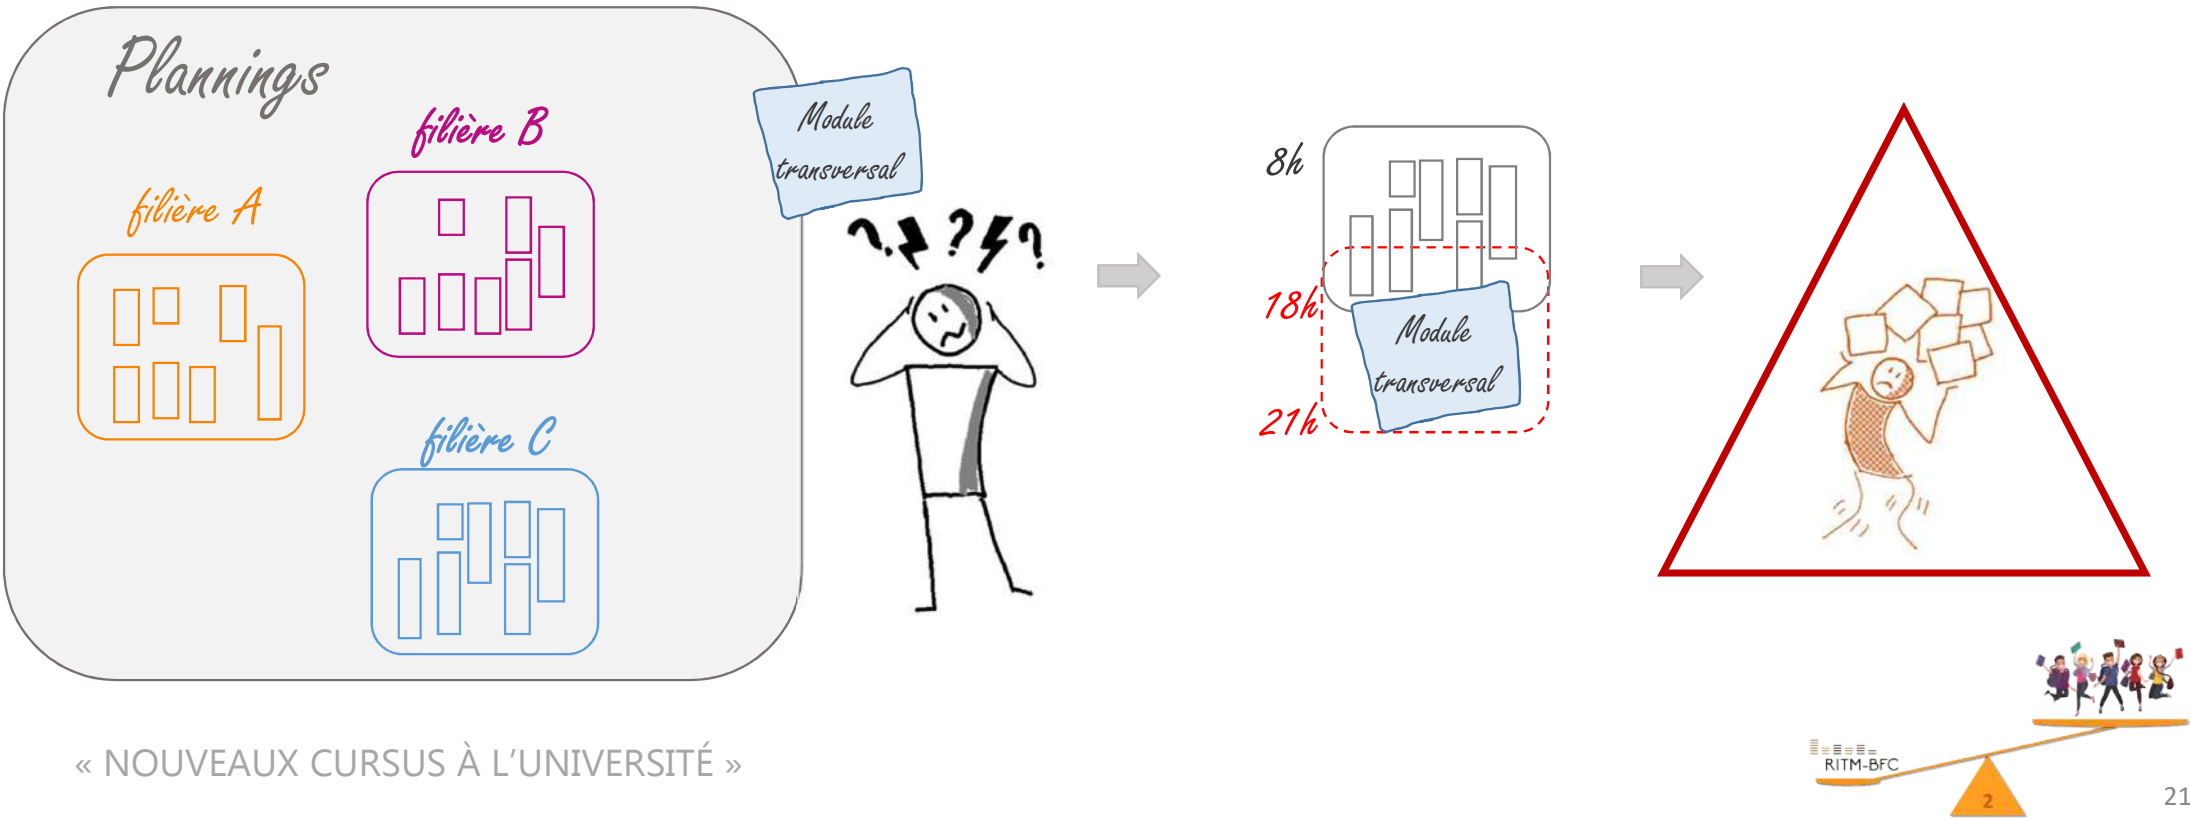 Plannings
filière B
filière A
filière C
Module
transversal
?
?
?
8h
18h
21h
Module
transversal
« NOUVEAUX CURSUS À L’UNIVERSITÉ »
RITM-BFC
2
21